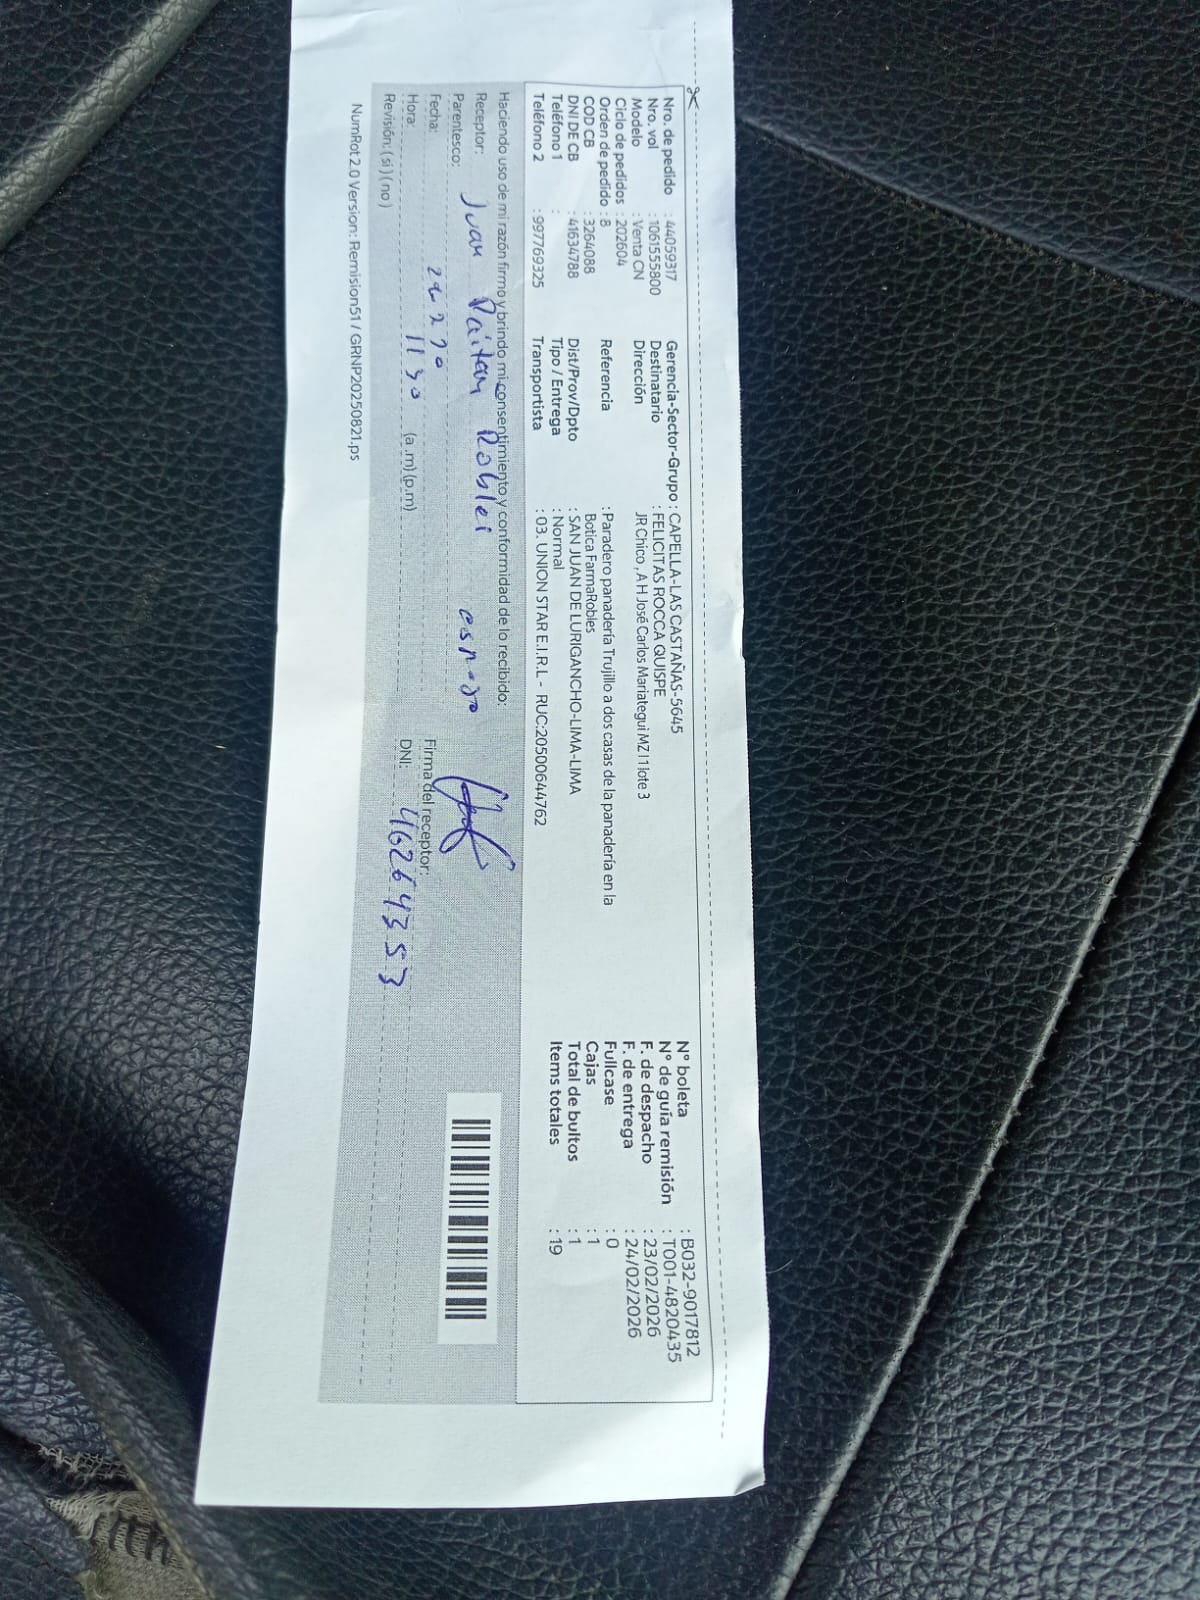 Nro. de pedido : 44059317
Nro. vol : 1061555800
Modelo : Venta CN
Ciclo de pedidos : 202604
Orden de pedido : 8
COD CB : 3264088
DNI DE CB : 41634788
Teléfono 1 :
Teléfono 2 : 997769325
Gerencia-Sector-Grupo : CAPELLA-LAS CASTAÑAS-5645
Destinatario : FELICITAS ROCCA QUISPE
Dirección JR Chico , A H José Carlos Mariategui MZ I 1 lote 3
Referencia : Paradero panadería Trujillo a dos casas de la panadería en la
Botica FarmaRobles
Dist/Prov/Dpto : SAN JUAN DE LURIGANCHO-LIMA-LIMA
Tipo / Entrega : Normal
Transportista : 03. UNION STAR E.I.R.L - RUC:20500644762
N° boleta : B032-9017812
N° de guía remisión : T001-4820435
F. de despacho : 23/02/2026
F. de entrega : 24/02/2026
Fullcase : 0
Cajas : 1
Total de bultos : 1
Items totales : 19
Haciendo uso de mi razón firmo y brindo mi consentimiento y conformidad de lo recibido:
Receptor: Juan Robles
Parentesco: esposo
Fecha:
Hora: 11 30 (a.m) (p.m)
Firma del receptor:
DNI: 46264353
Revisión: ( si ) ( no )
NumRot 2.0 Version: Remision51 / GRNP20250821.ps